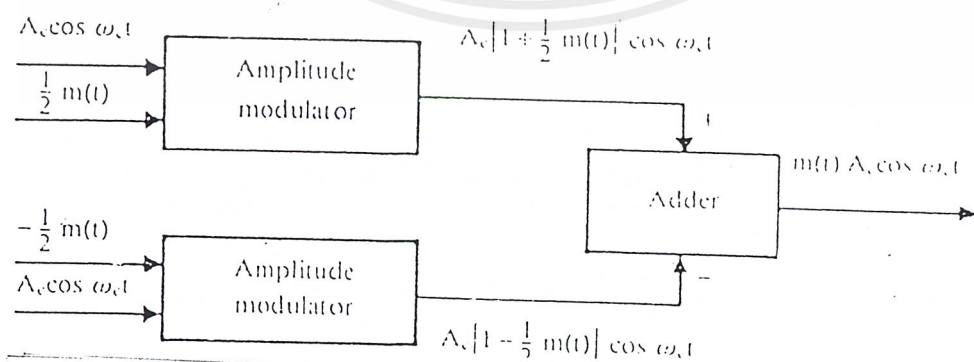 A_c cos ω_c t
½ m(t)
Amplitude
modulator
A_c[1 + ½ m(t)] cos ω_c t
+
Adder
m(t) A_c cos ω_c t
−½ m(t)
A_c cos ω_c t
Amplitude
modulator
−
A_c[1 − ½ m(t)] cos ω_c t